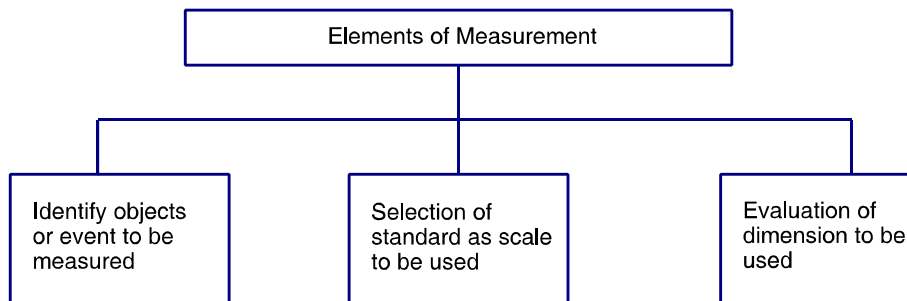 Elements of Measurement
Identify objects
or event to be
measured
Selection of
standard as scale
to be used
Evaluation of
dimension to be
used